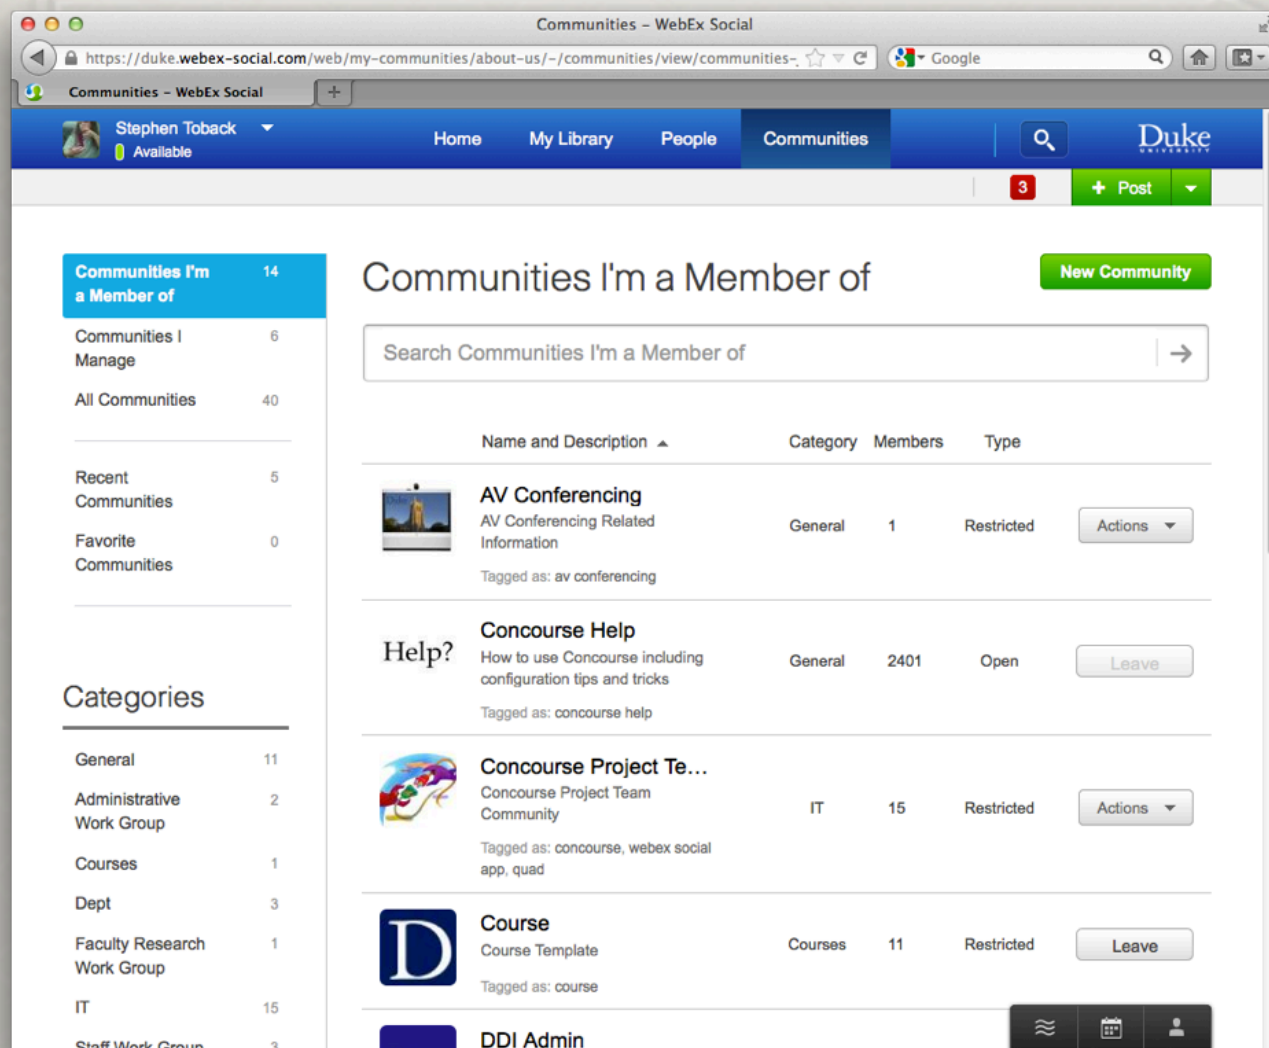 Communities – WebEx Social
https://duke.webex-social.com/web/my-communities/about-us/-/communities/view/communities-
Google
Communities – WebEx Social
Stephen Toback
Available
Home
My Library
People
Communities
Duke
UNIVERSITY
3
+ Post
Communities I'm
a Member of
14
Communities I
Manage
6
All Communities
40
Recent
Communities
5
Favorite
Communities
0
Categories
General
11
Administrative
Work Group
2
Courses
1
Dept
3
Faculty Research
Work Group
1
IT
15
Staff Work Group
3
Communities I'm a Member of
New Community
Search Communities I'm a Member of
Name and Description
Category
Members
Type
AV Conferencing
AV Conferencing Related
Information
Tagged as: av conferencing
General
1
Restricted
Actions
Help?
Concourse Help
How to use Concourse including
configuration tips and tricks
Tagged as: concourse help
General
2401
Open
Leave
Concourse Project Te...
Concourse Project Team
Community
Tagged as: concourse, webex social
app, quad
IT
15
Restricted
Actions
D
Course
Course Template
Tagged as: course
Courses
11
Restricted
Leave
DDI Admin